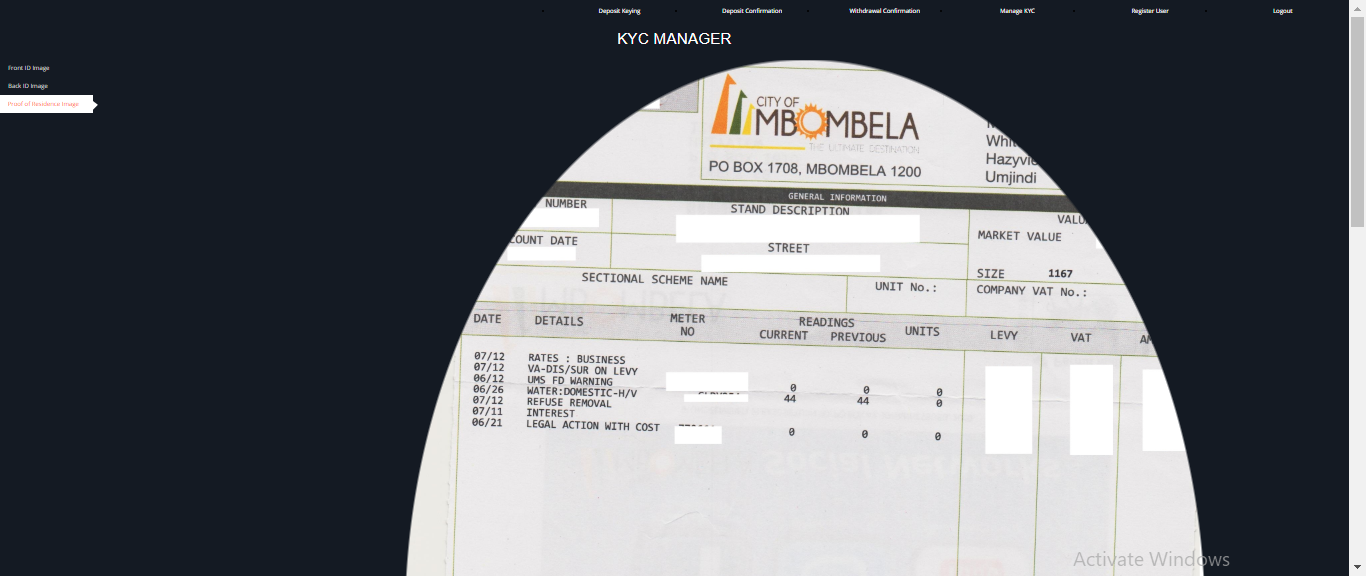 Deposit Keying Deposit Confirmation Withdrawal Confirmation Manage KYC Register User Logout
KYC MANAGER
Front ID Image
Back ID Image
Proof of Residence Image
CITY OF
MBOMBELA
THE ULTIMATE DESTINATION
PO BOX 1708, MBOMBELA 1200
Whit
Hazyvie
Umjindi
GENERAL INFORMATION
NUMBER STAND DESCRIPTION VALU
COUNT DATE STREET MARKET VALUE
SIZE 1167
SECTIONAL SCHEME NAME UNIT No.: COMPANY VAT No.:
DATE DETAILS METER NO READINGS UNITS LEVY VAT AM
CURRENT PREVIOUS
07/12 RATES : BUSINESS
07/12 VA-DIS/SUR ON LEVY
06/12 UMS FD WARNING 0 0 0
06/26 WATER:DOMESTIC-H/V 44 44 0
07/12 REFUSE REMOVAL
07/11 INTEREST
06/21 LEGAL ACTION WITH COST 0 0 0
Activate Windows